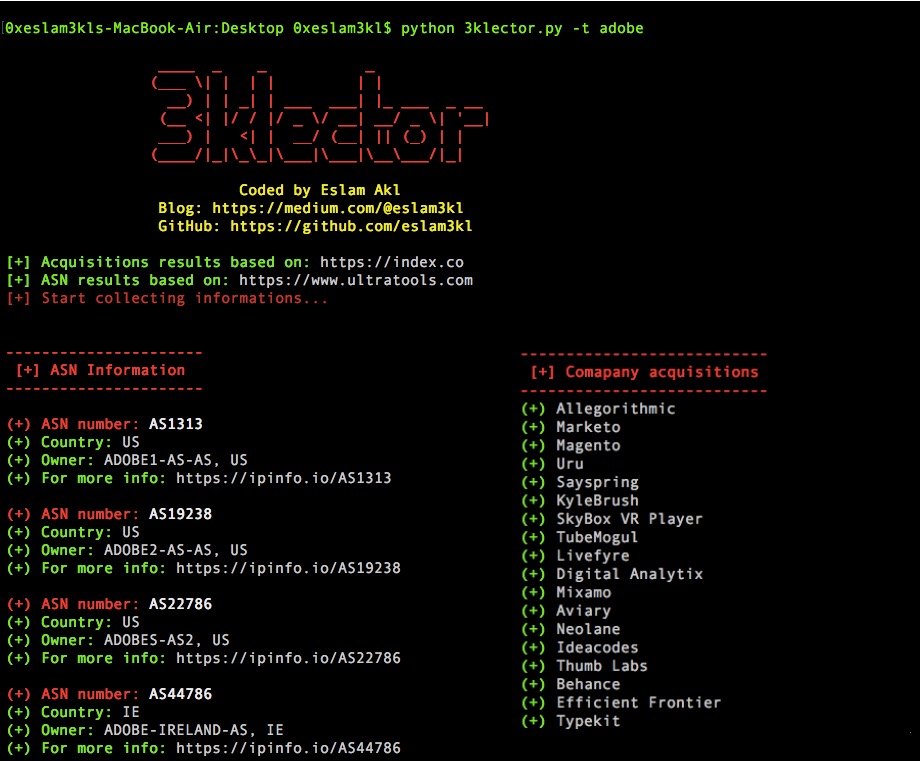 0xeslam3kls-MacBook-Air:Desktop 0xeslam3kl$ python 3klector.py -t adobe
3klector
Coded by Eslam Akl
Blog: https://medium.com/@eslam3kl
GitHub: https://github.com/eslam3kl
[+] Acquisitions results based on: https://index.co
[+] ASN results based on: https://www.ultratools.com
[+] Start collecting informations...
----------------------
[+] ASN Information
----------------------
(+) ASN number: AS1313
(+) Country: US
(+) Owner: ADOBE1-AS-AS, US
(+) For more info: https://ipinfo.io/AS1313
(+) ASN number: AS19238
(+) Country: US
(+) Owner: ADOBE2-AS-AS, US
(+) For more info: https://ipinfo.io/AS19238
(+) ASN number: AS22786
(+) Country: US
(+) Owner: ADOBES-AS2, US
(+) For more info: https://ipinfo.io/AS22786
(+) ASN number: AS44786
(+) Country: IE
(+) Owner: ADOBE-IRELAND-AS, IE
(+) For more info: https://ipinfo.io/AS44786
---------------------------
[+] Comapany acquisitions
---------------------------
(+) Allegorithmic
(+) Marketo
(+) Magento
(+) Uru
(+) Sayspring
(+) KyleBrush
(+) SkyBox VR Player
(+) TubeMogul
(+) Livefyre
(+) Digital Analytix
(+) Mixamo
(+) Aviary
(+) Neolane
(+) Ideacodes
(+) Thumb Labs
(+) Behance
(+) Efficient Frontier
(+) Typekit